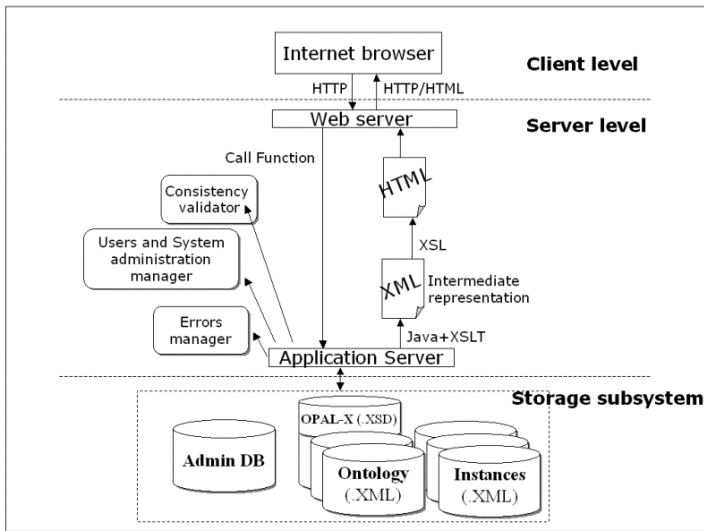 Internet browser
Client level
HTTP
HTTP/HTML
Web server
Server level
Call Function
HTML
Consistency
validator
XSL
Users and System
administration
manager
XML
Intermediate
representation
Errors
manager
Java+XSLT
Application Server
Storage subsystem
OPAL-X (.XSD)
Admin DB
Ontology
(.XML)
Instances
(.XML)